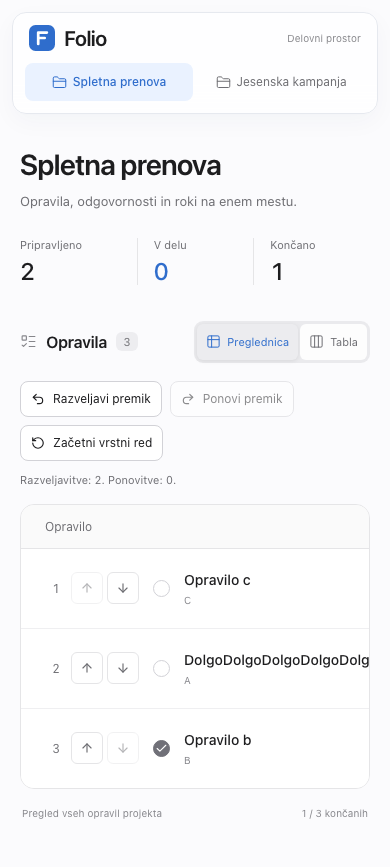 F Folio
Delovni prostor
Spletna prenova
Jesenska kampanja
Spletna prenova
Opravila, odgovornosti in roki na enem mestu.
Pripravljeno
V delu
Končano
2
0
1
Opravila 3
Preglednica
Tabla
Razveljavi premik
Ponovi premik
Začetni vrstni red
Razveljavitve: 2. Ponovitve: 0.
Opravilo
1
Opravilo c
C
2
DolgoDolgoDolgoDolgoDolg
A
3
Opravilo b
B
Pregled vseh opravil projekta
1 / 3 končanih